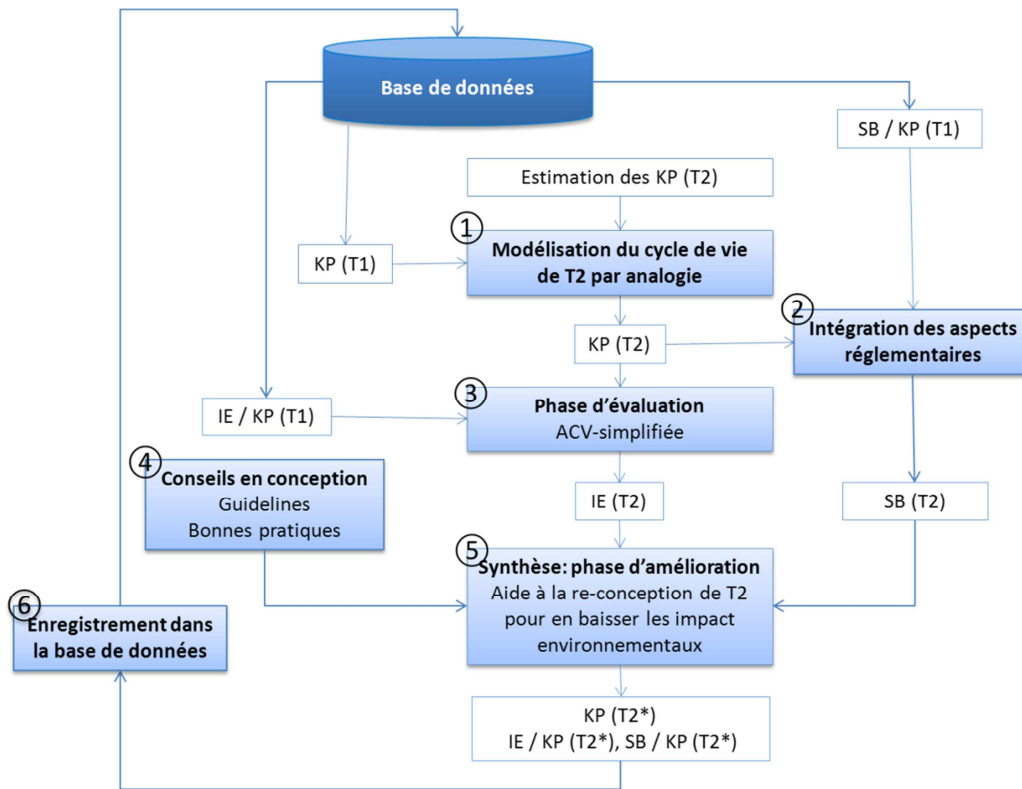 Base de données
SB / KP (T1)
Estimation des KP (T2)
1
Modélisation du cycle de vie
de T2 par analogie
KP (T1)
2
Intégration des aspects
réglementaires
KP (T2)
3
Phase d'évaluation
ACV-simplifiée
IE / KP (T1)
4
Conseils en conception
Guidelines
Bonnes pratiques
IE (T2)
SB (T2)
5
Synthèse: phase d'amélioration
Aide à la re-conception de T2
pour en baisser les impact
environnementaux
6
Enregistrement dans
la base de données
KP (T2*)
IE / KP (T2*), SB / KP (T2*)